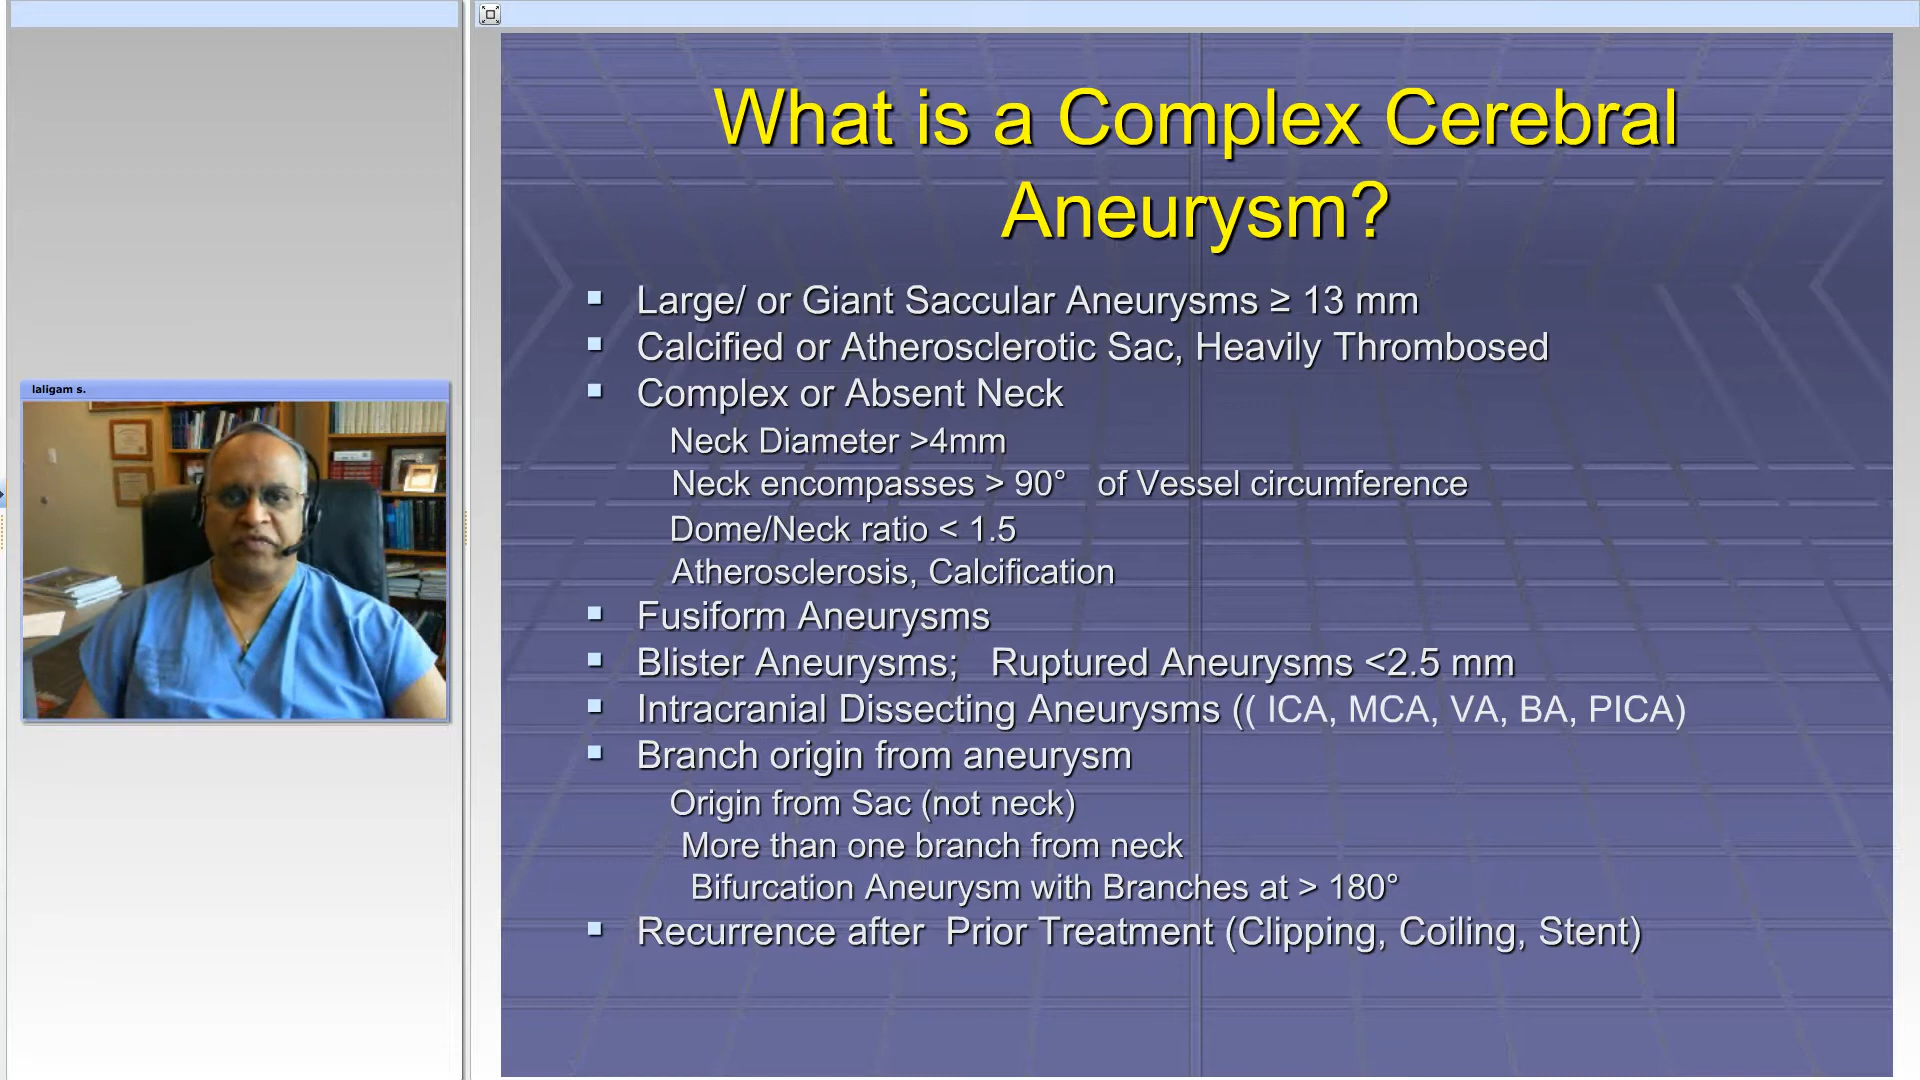 laligam s.
What is a Complex Cerebral
Aneurysm?
▪ Large/ or Giant Saccular Aneurysms ≥ 13 mm
▪ Calcified or Atherosclerotic Sac, Heavily Thrombosed
▪ Complex or Absent Neck
Neck Diameter >4mm
Neck encompasses > 90° of Vessel circumference
Dome/Neck ratio < 1.5
Atherosclerosis, Calcification
▪ Fusiform Aneurysms
▪ Blister Aneurysms; Ruptured Aneurysms <2.5 mm
▪ Intracranial Dissecting Aneurysms (( ICA, MCA, VA, BA, PICA)
▪ Branch origin from aneurysm
Origin from Sac (not neck)
More than one branch from neck
Bifurcation Aneurysm with Branches at > 180°
▪ Recurrence after Prior Treatment (Clipping, Coiling, Stent)